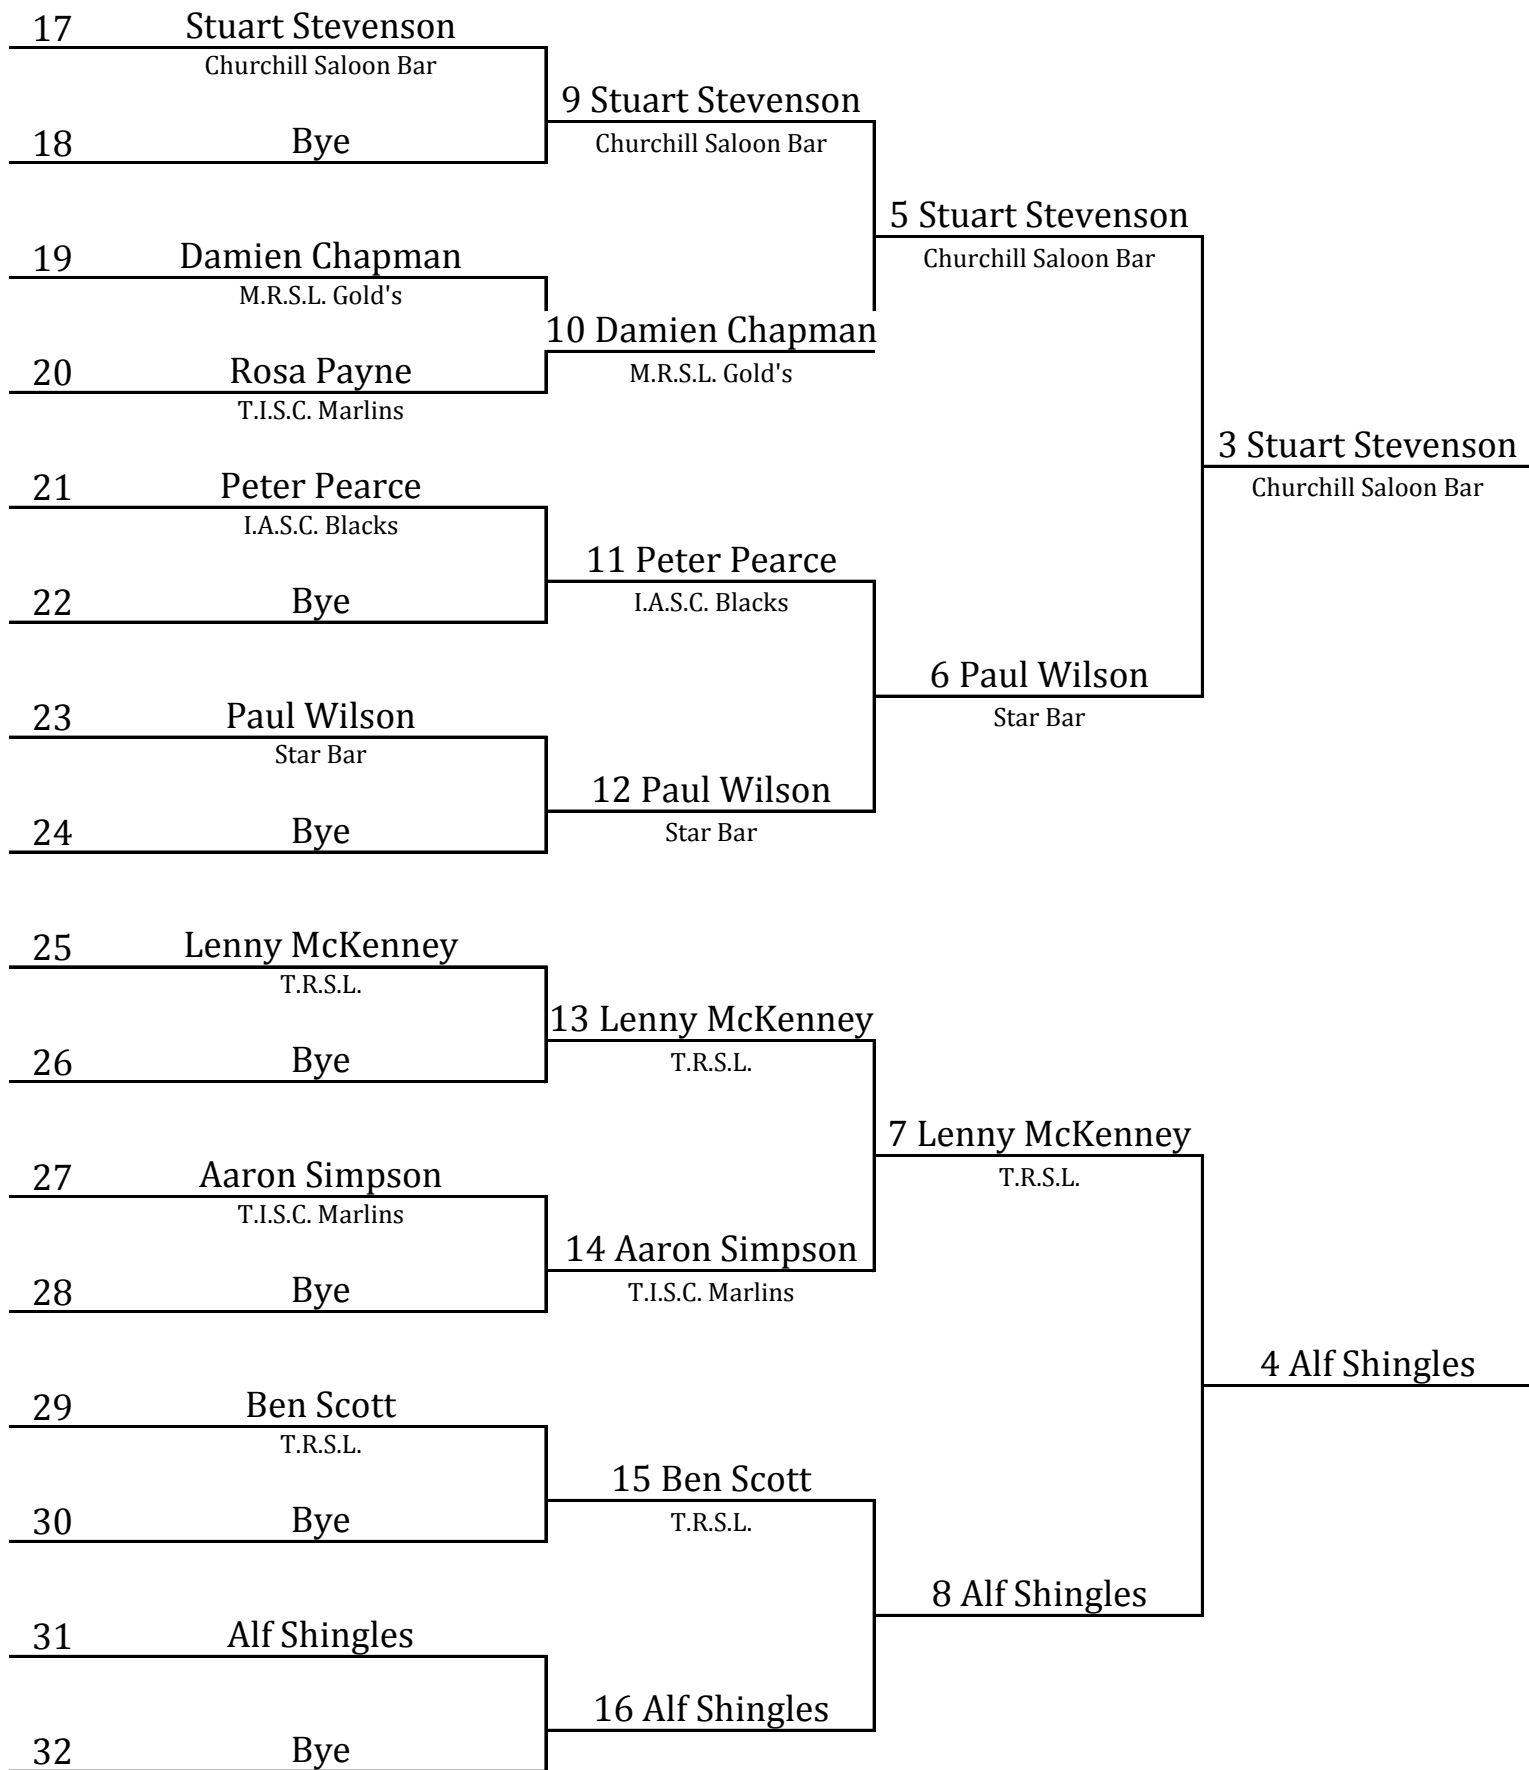 17 Stuart Stevenson
Churchill Saloon Bar
9 Stuart Stevenson
18 Bye
Churchill Saloon Bar
5 Stuart Stevenson
19 Damien Chapman
Churchill Saloon Bar
M.R.S.L. Gold's
10 Damien Chapman
20 Rosa Payne
M.R.S.L. Gold's
T.I.S.C. Marlins
3 Stuart Stevenson
21 Peter Pearce
Churchill Saloon Bar
I.A.S.C. Blacks
11 Peter Pearce
22 Bye
I.A.S.C. Blacks
6 Paul Wilson
23 Paul Wilson
Star Bar
Star Bar
12 Paul Wilson
24 Bye
Star Bar
25 Lenny McKenney
T.R.S.L.
13 Lenny McKenney
26 Bye
T.R.S.L.
7 Lenny McKenney
27 Aaron Simpson
T.R.S.L.
T.I.S.C. Marlins
14 Aaron Simpson
28 Bye
T.I.S.C. Marlins
4 Alf Shingles
29 Ben Scott
T.R.S.L.
15 Ben Scott
30 Bye
T.R.S.L.
8 Alf Shingles
31 Alf Shingles
16 Alf Shingles
32 Bye